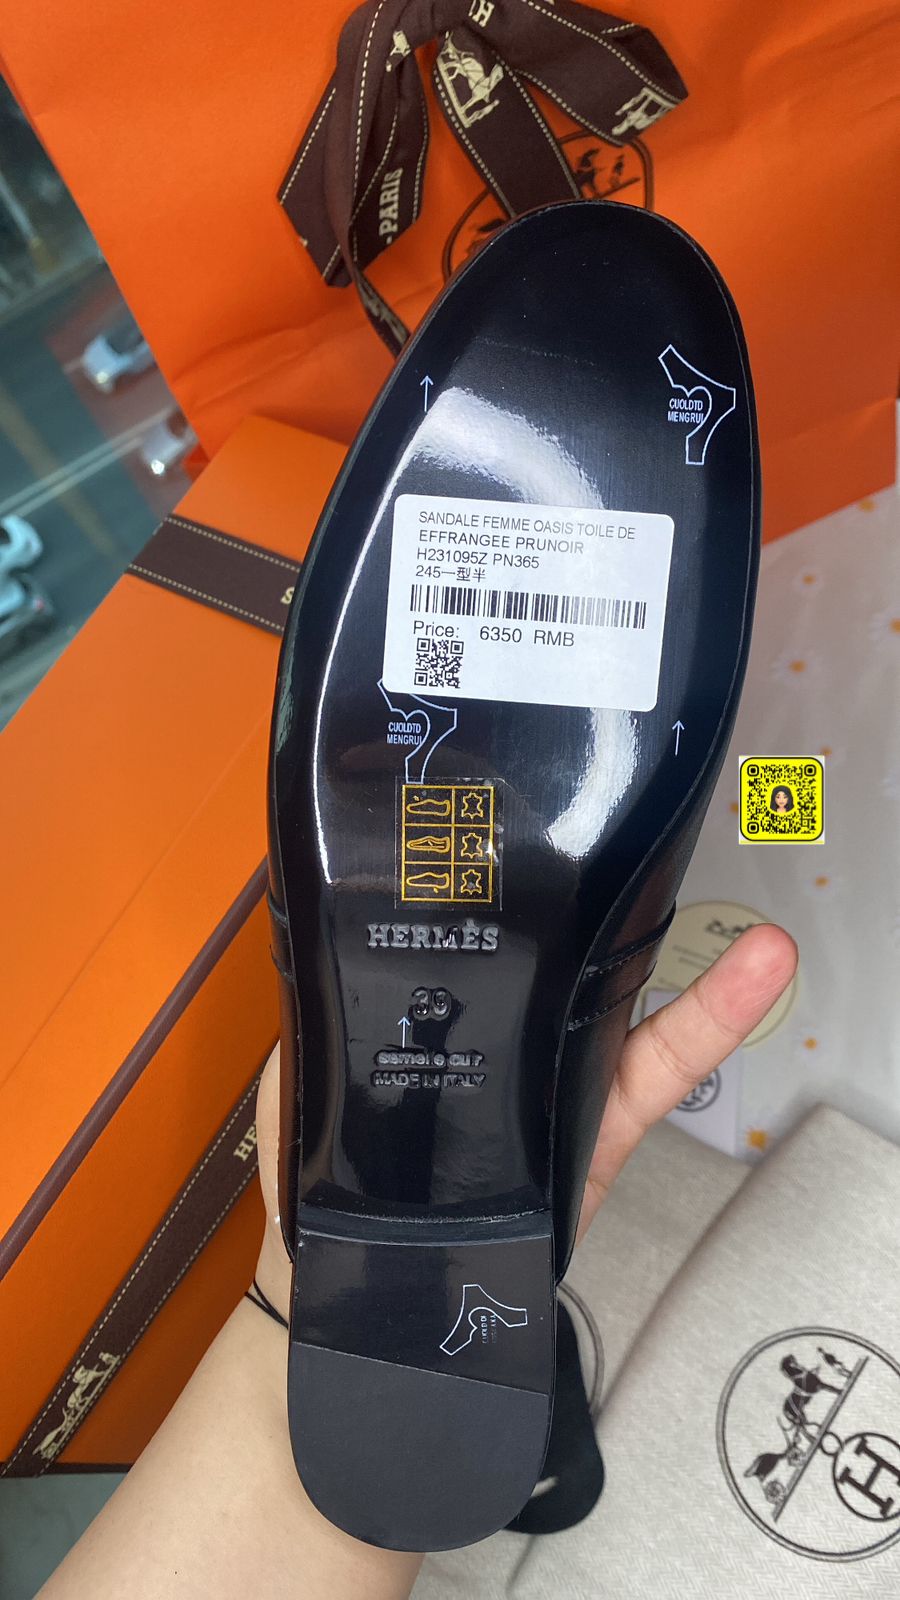 -PARIS
CUOLDTD
MENGRUI
SANDALE FEMME OASIS TOILE DE
EFFRANGEE PRUNOIR
H231095Z PN365
245一型半
Price: 6350 RMB
CUOLDTD
MENGRUI
HERMÈS
39
semelle cuir
MADE IN ITALY
HE
H